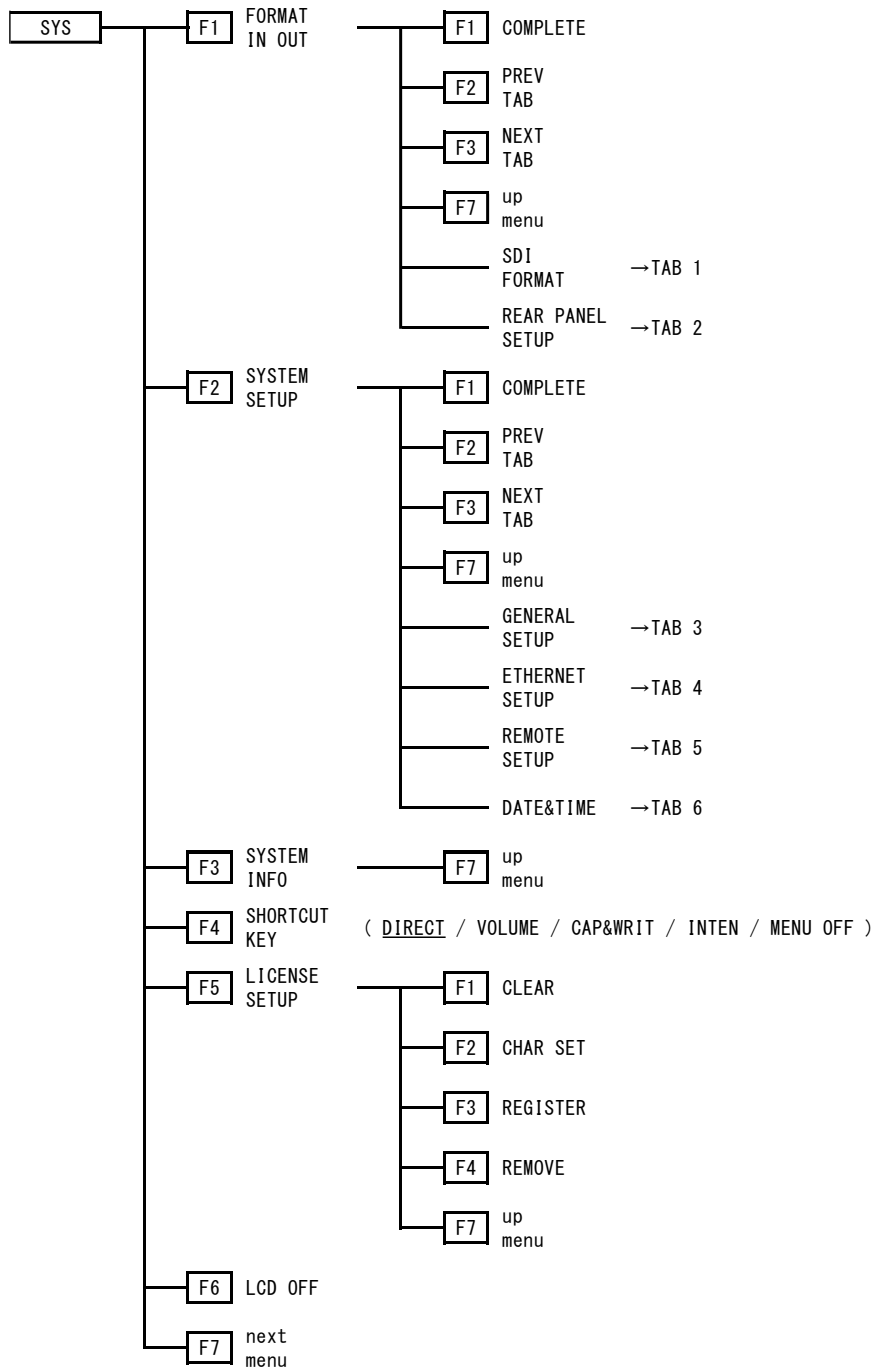 SYS
F1 FORMAT
IN OUT
F1 COMPLETE
F2 PREV
TAB
F3 NEXT
TAB
F7 up
menu
SDI
FORMAT →TAB 1
REAR PANEL
SETUP →TAB 2
F2 SYSTEM
SETUP
F1 COMPLETE
F2 PREV
TAB
F3 NEXT
TAB
F7 up
menu
GENERAL
SETUP →TAB 3
ETHERNET
SETUP →TAB 4
REMOTE
SETUP →TAB 5
DATE&TIME →TAB 6
F3 SYSTEM
INFO
F7 up
menu
F4 SHORTCUT
KEY
( DIRECT / VOLUME / CAP&WRIT / INTEN / MENU OFF )
F5 LICENSE
SETUP
F1 CLEAR
F2 CHAR SET
F3 REGISTER
F4 REMOVE
F7 up
menu
F6 LCD OFF
F7 next
menu